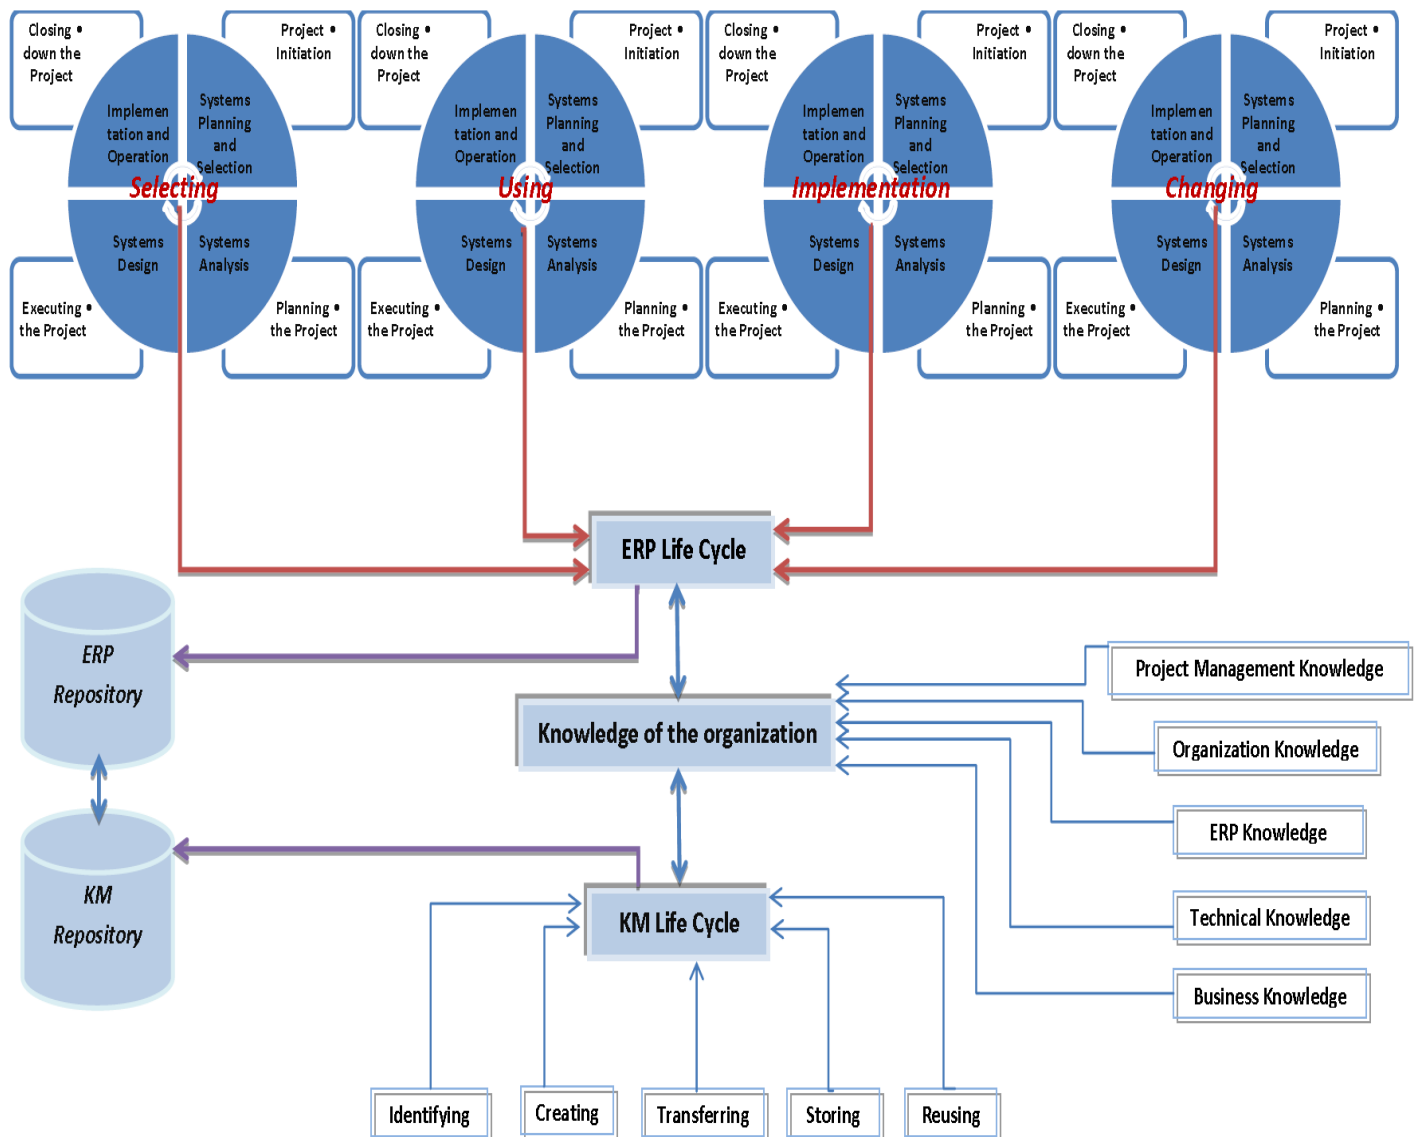 Closing •
down the
Project
Project •
Initiation
Implemen
tation and
Operation
Systems
Planning
and
Selection
Selecting
Systems
Design
Systems
Analysis
Executing •
the Project
Planning •
the Project
Closing •
down the
Project
Project •
Initiation
Implemen
tation and
Operation
Systems
Planning
and
Selection
Using
Systems
Design
Systems
Analysis
Executing •
the Project
Planning •
the Project
Closing •
down the
Project
Project •
Initiation
Implemen
tation and
Operation
Systems
Planning
and
Selection
Implementation
Systems
Design
Systems
Analysis
Executing •
the Project
Planning •
the Project
Closing •
down the
Project
Project •
Initiation
Implemen
tation and
Operation
Systems
Planning
and
Selection
Changing
Systems
Design
Systems
Analysis
Executing •
the Project
Planning •
the Project
ERP Life Cycle
ERP
Repository
Knowledge of the organization
Project Management Knowledge
Organization Knowledge
ERP Knowledge
Technical Knowledge
Business Knowledge
KM
Repository
KM Life Cycle
Identifying
Creating
Transferring
Storing
Reusing